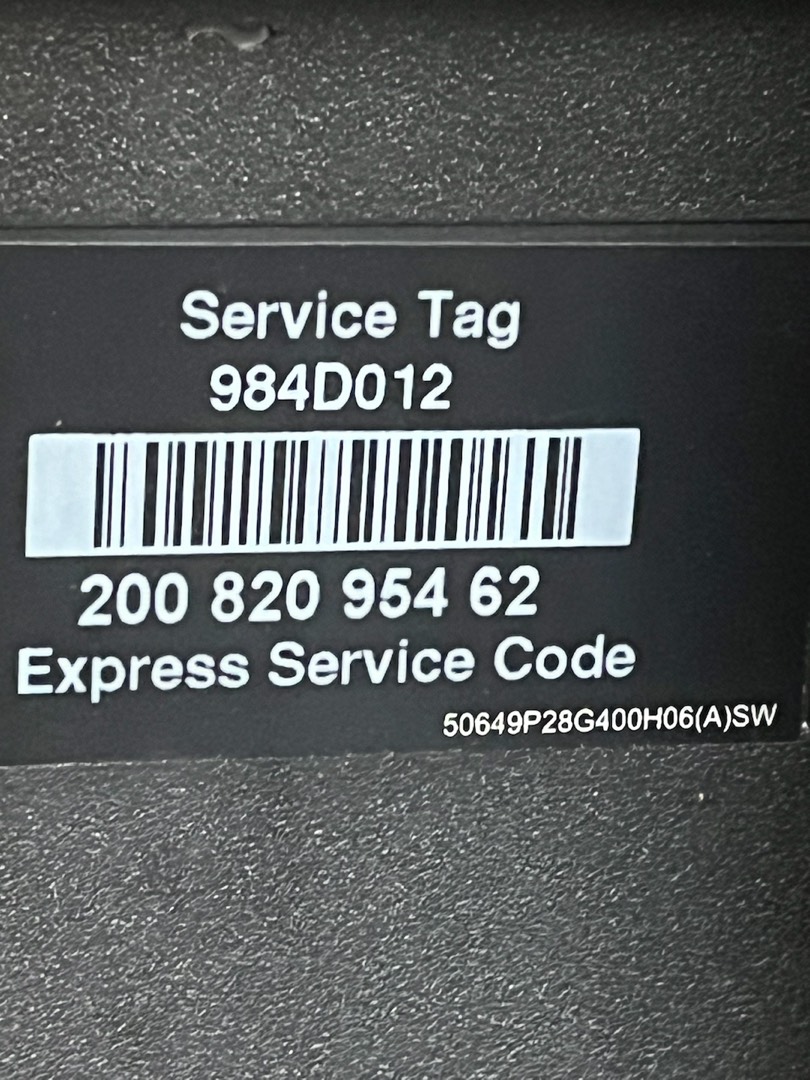 Service Tag
984D012
200 820 954 62
Express Service Code
50649P28G400H06(A)SW